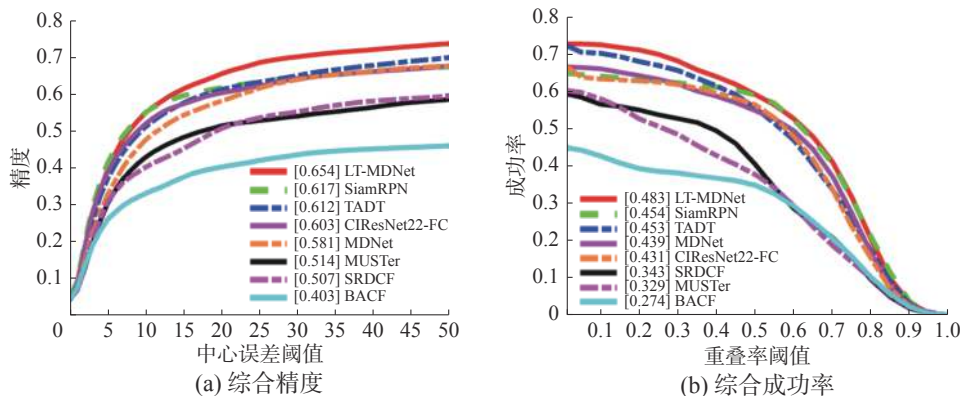 0.8
0.7
0.6
0.5
0.4
0.3
0.2
0.1
0
精度
[0.654] LT-MDNet
[0.617] SiamRPN
[0.612] TADT
[0.603] CIResNet22-FC
[0.581] MDNet
[0.514] MUSTer
[0.507] SRDCF
[0.403] BACF
0 5 10 15 20 25 30 35 40 45 50
中心误差阈值
(a) 综合精度
0.8
0.7
0.6
0.5
0.4
0.3
0.2
0.1
0
成功率
[0.483] LT-MDNet
[0.454] SiamRPN
[0.453] TADT
[0.439] MDNet
[0.431] CIResNet22-FC
[0.343] SRDCF
[0.329] MUSTer
[0.274] BACF
0.1 0.2 0.3 0.4 0.5 0.6 0.7 0.8 0.9 1.0
重叠率阈值
(b) 综合成功率